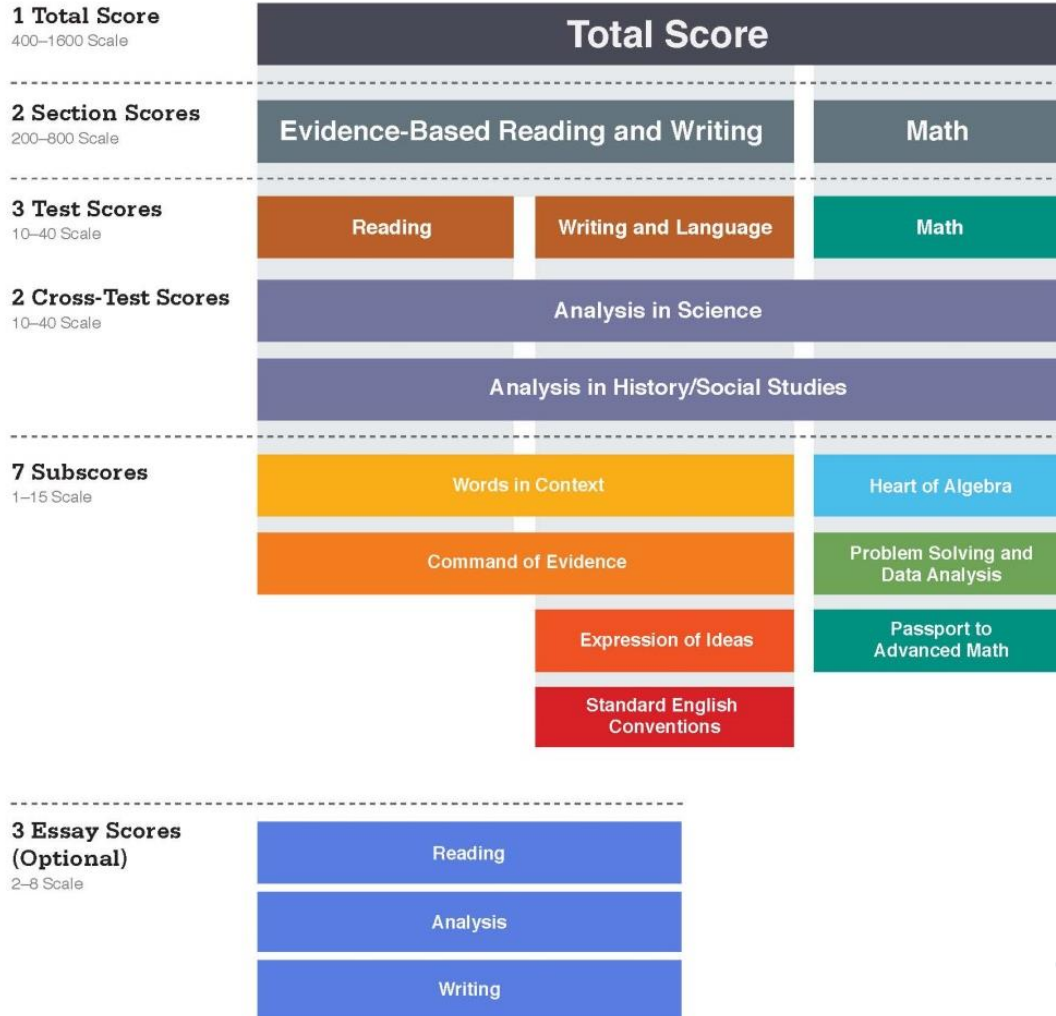 1 Total Score
400–1600 Scale
Total Score
2 Section Scores
200–800 Scale
Evidence-Based Reading and Writing
Math
3 Test Scores
10–40 Scale
Reading
Writing and Language
Math
2 Cross-Test Scores
10–40 Scale
Analysis in Science
Analysis in History/Social Studies
7 Subscores
1–15 Scale
Words in Context
Heart of Algebra
Command of Evidence
Problem Solving and
Data Analysis
Expression of Ideas
Passport to
Advanced Math
Standard English
Conventions
3 Essay Scores
(Optional)
2–8 Scale
Reading
Analysis
Writing